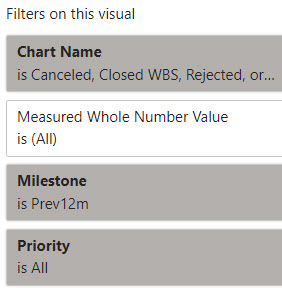 Filters on this visual
Chart Name
is Canceled, Closed WBS, Rejected, or...
Measured Whole Number Value
is (All)
Milestone
is Prev12m
Priority
is All